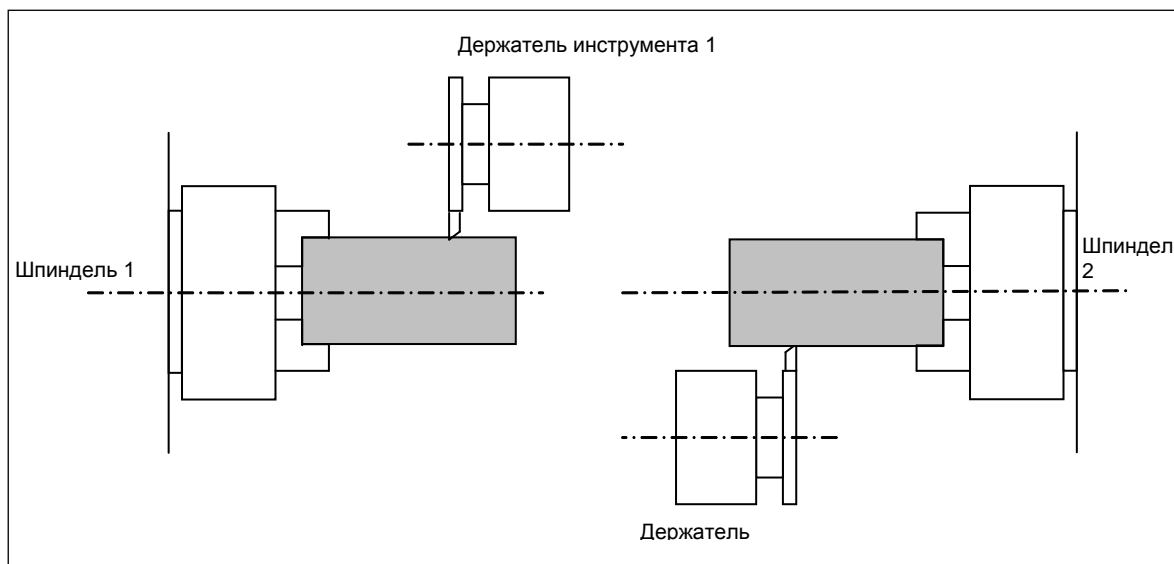 Держатель инструмента 1
Шпиндель 1
Шпиндел
2
Держатель